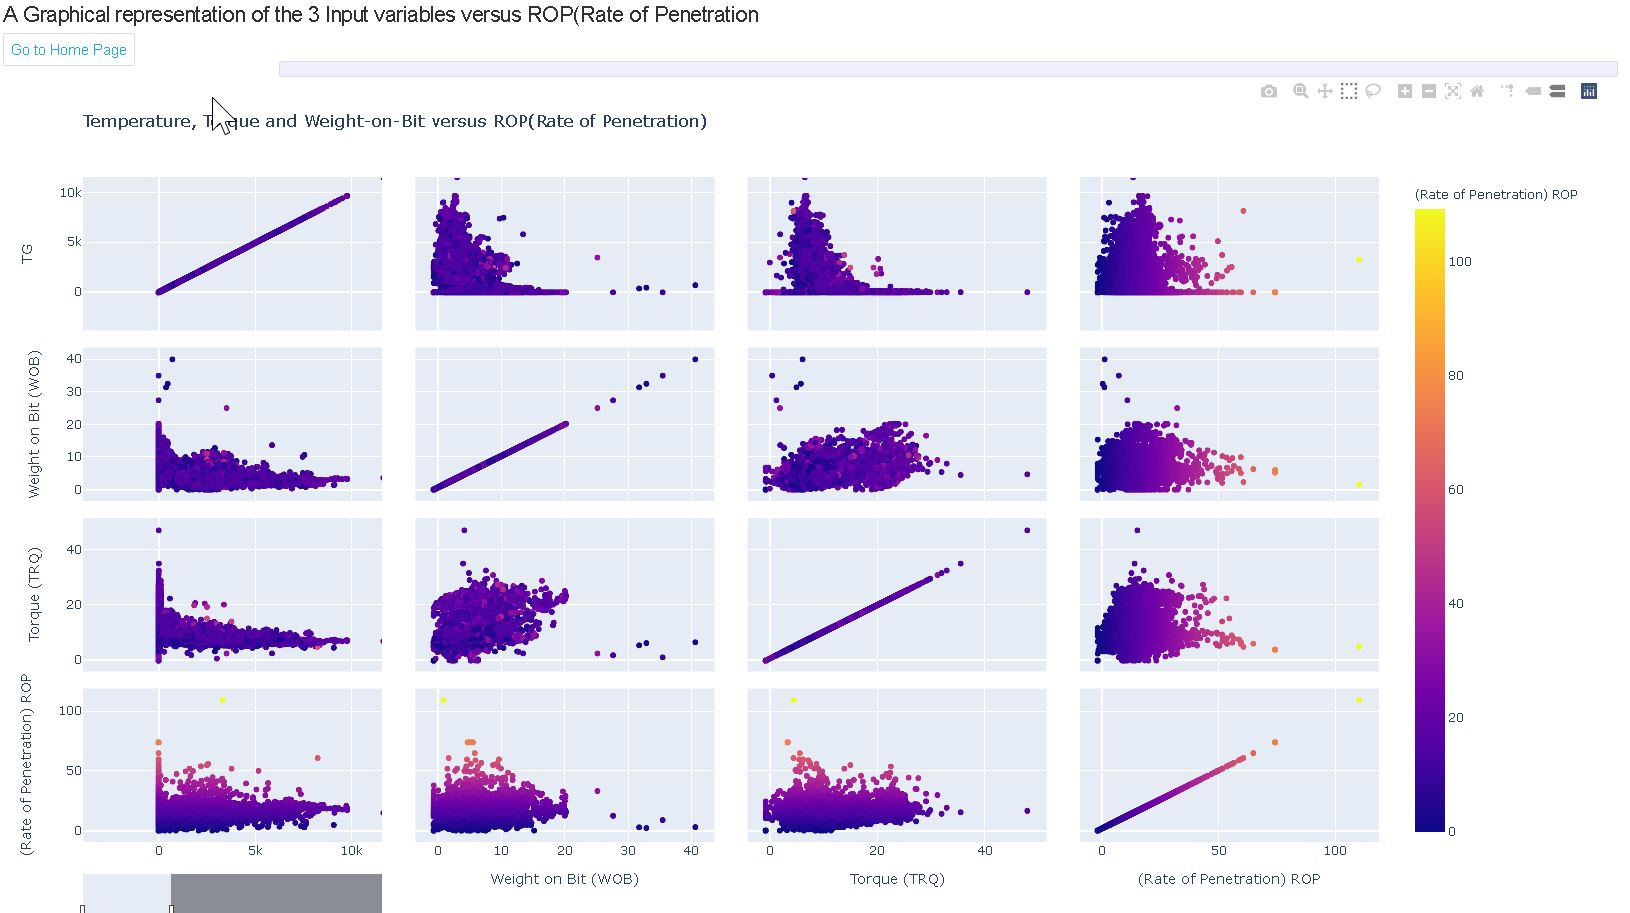 A Graphical representation of the 3 Input variables versus ROP(Rate of Penetration
Go to Home Page
Temperature, Torque and Weight-on-Bit versus ROP(Rate of Penetration)
(Rate of Penetration) ROP
TG
10k
5k
0
Weight on Bit (WOB)
40
30
20
10
0
Torque (TRQ)
40
20
0
(Rate of Penetration) ROP
100
50
0
0 5k 10k
0 10 20 30 40
0 20 40
0 50 100
Weight on Bit (WOB)
Torque (TRQ)
(Rate of Penetration) ROP
100
80
60
40
20
0